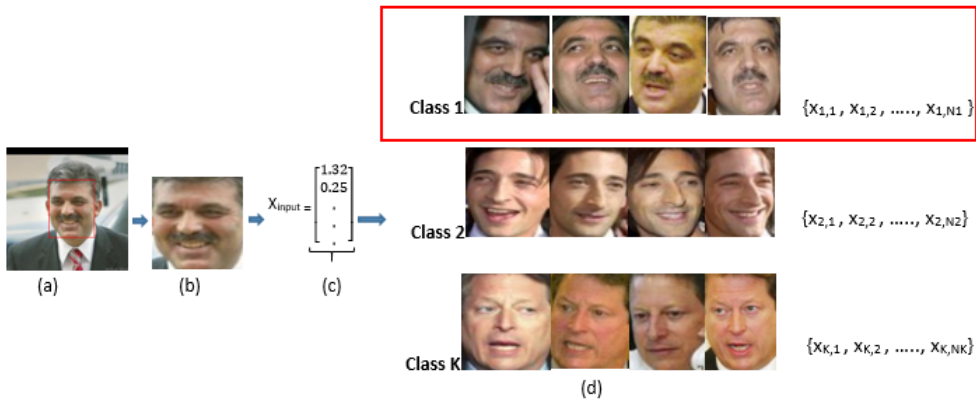 Class 1
{x1,1 , x1,2 , ....., x1,N1 }
Xinput = [1.32
0.25
.
.
.]
Class 2
{x2,1 , x2,2 , ....., x2,N2}
(a)
(b)
(c)
Class K
{xK,1 , xK,2 , ....., xK,NK}
(d)